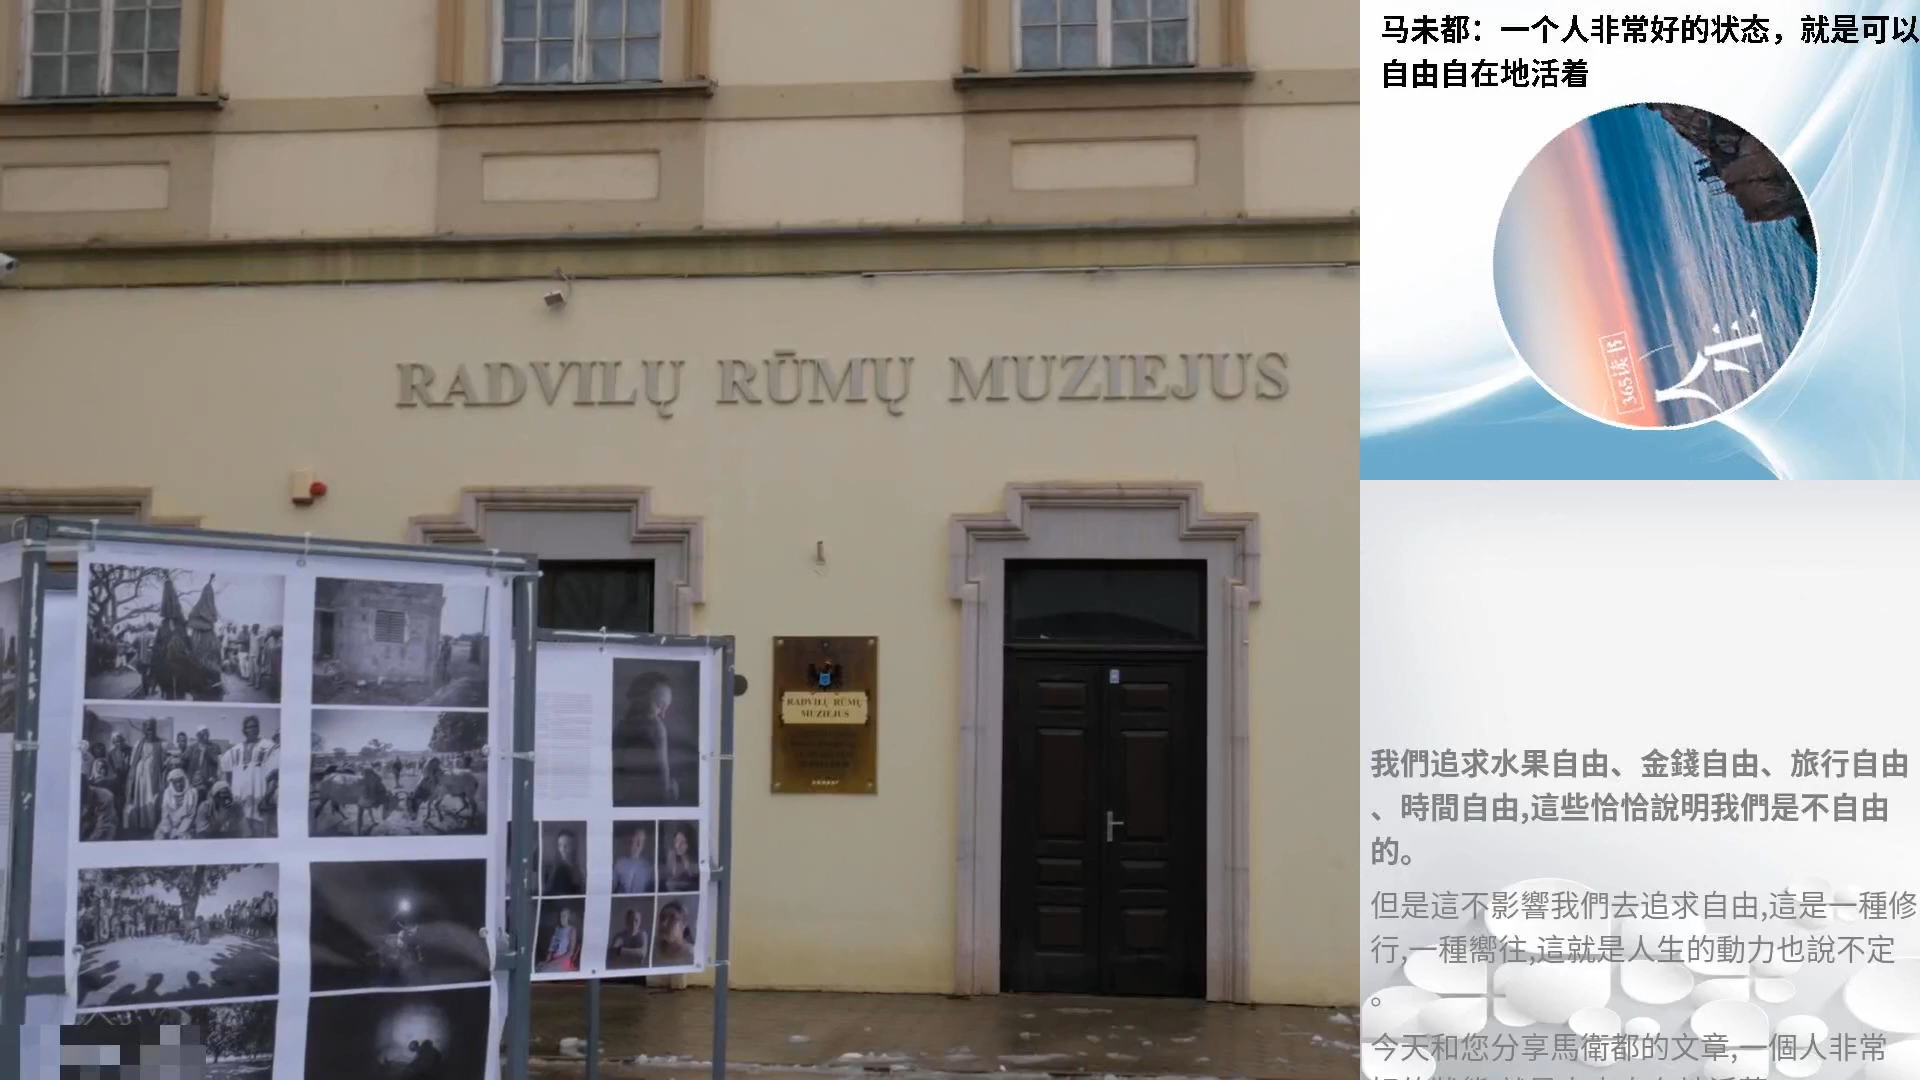 RADVILŲ RŪMŲ MUZIEJUS
RADVILŲ RŪMŲ
MUZIEJUS
马未都：一个人非常好的状态，就是可以
自由自在地活着
365读书
人生
我們追求水果自由、金錢自由、旅行自由
、時間自由,這些恰恰說明我們是不自由
的。
但是這不影響我們去追求自由,這是一種修
行,一種嚮往,這就是人生的動力也說不定
。
今天和您分享馬衛都的文章,一個人非常